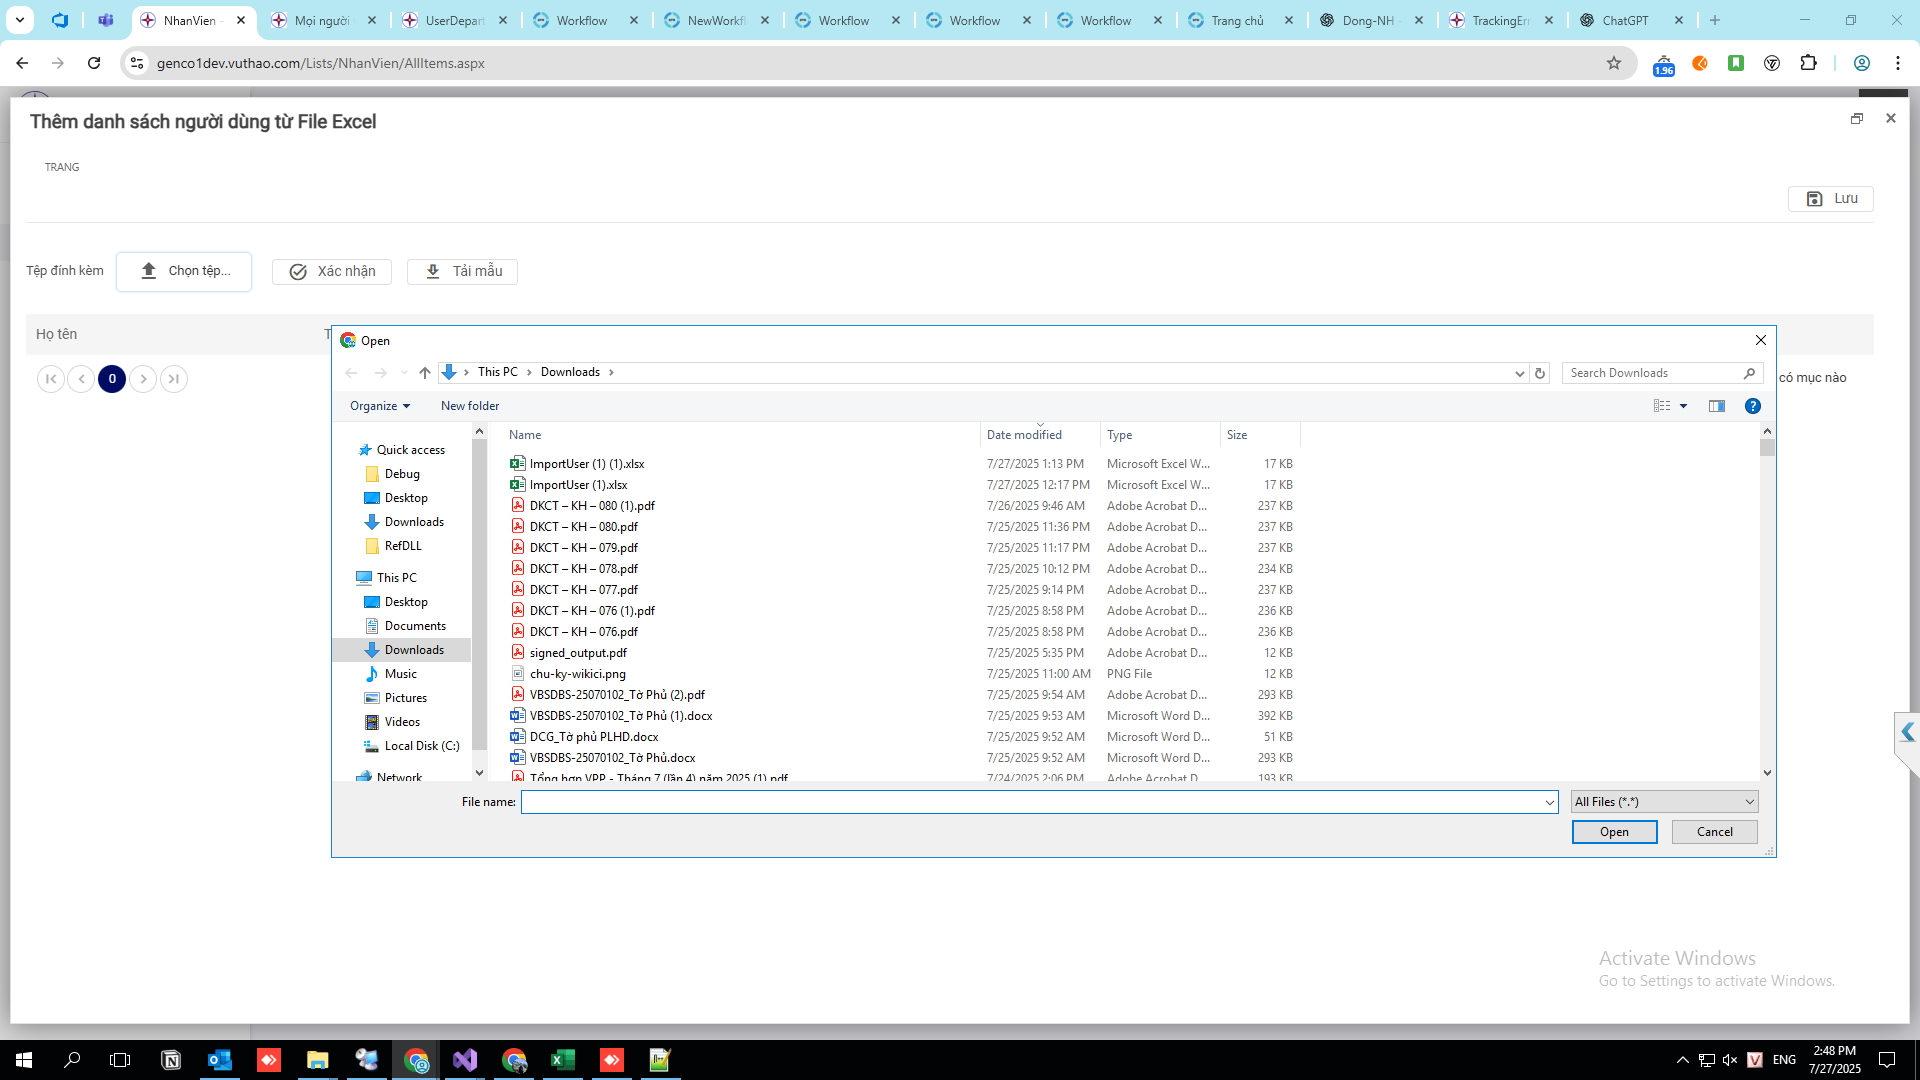 NhanVien -
Mọi người
UserDepart
Workflow
NewWorkfl
Workflow
Workflow
Workflow
Trang chủ
Dong-NH -
TrackingErr
ChatGPT
genco1dev.vuthao.com/Lists/NhanVien/AllItems.aspx
1.96
Thêm danh sách người dùng từ File Excel
TRANG
Lưu
Tệp đính kèm
Chọn tệp...
Xác nhận
Tải mẫu
Họ tên
T
0
có mục nào
Open
This PC
Downloads
Search Downloads
Organize
New folder
Quick access
Debug
Desktop
Downloads
RefDLL
This PC
Desktop
Documents
Downloads
Music
Pictures
Videos
Local Disk (C:)
Network
Name Date modified Type Size
ImportUser (1) (1).xlsx 7/27/2025 1:13 PM Microsoft Excel W... 17 KB
ImportUser (1).xlsx 7/27/2025 12:17 PM Microsoft Excel W... 17 KB
DKCT – KH – 080 (1).pdf 7/26/2025 9:46 AM Adobe Acrobat D... 237 KB
DKCT – KH – 080.pdf 7/25/2025 11:36 PM Adobe Acrobat D... 237 KB
DKCT – KH – 079.pdf 7/25/2025 11:17 PM Adobe Acrobat D... 237 KB
DKCT – KH – 078.pdf 7/25/2025 10:12 PM Adobe Acrobat D... 234 KB
DKCT – KH – 077.pdf 7/25/2025 9:14 PM Adobe Acrobat D... 237 KB
DKCT – KH – 076 (1).pdf 7/25/2025 8:58 PM Adobe Acrobat D... 236 KB
DKCT – KH – 076.pdf 7/25/2025 8:58 PM Adobe Acrobat D... 236 KB
signed_output.pdf 7/25/2025 5:35 PM Adobe Acrobat D... 12 KB
chu-ky-wikici.png 7/25/2025 11:00 AM PNG File 12 KB
VBSDBS-25070102_Tờ Phủ (2).pdf 7/25/2025 9:54 AM Adobe Acrobat D... 293 KB
VBSDBS-25070102_Tờ Phủ (1).docx 7/25/2025 9:53 AM Microsoft Word D... 392 KB
DCG_Tờ phủ PLHD.docx 7/25/2025 9:52 AM Microsoft Word D... 51 KB
VBSDBS-25070102_Tờ Phủ.docx 7/25/2025 9:52 AM Microsoft Word D... 293 KB
Tổng hợp VPP - Tháng 7 (lần 4) năm 2025 (1).pdf 7/24/2025 2:06 PM Adobe Acrobat D... 193 KB
File name:
All Files (*.*)
Open
Cancel
Activate Windows
Go to Settings to activate Windows.
ENG
2:48 PM
7/27/2025